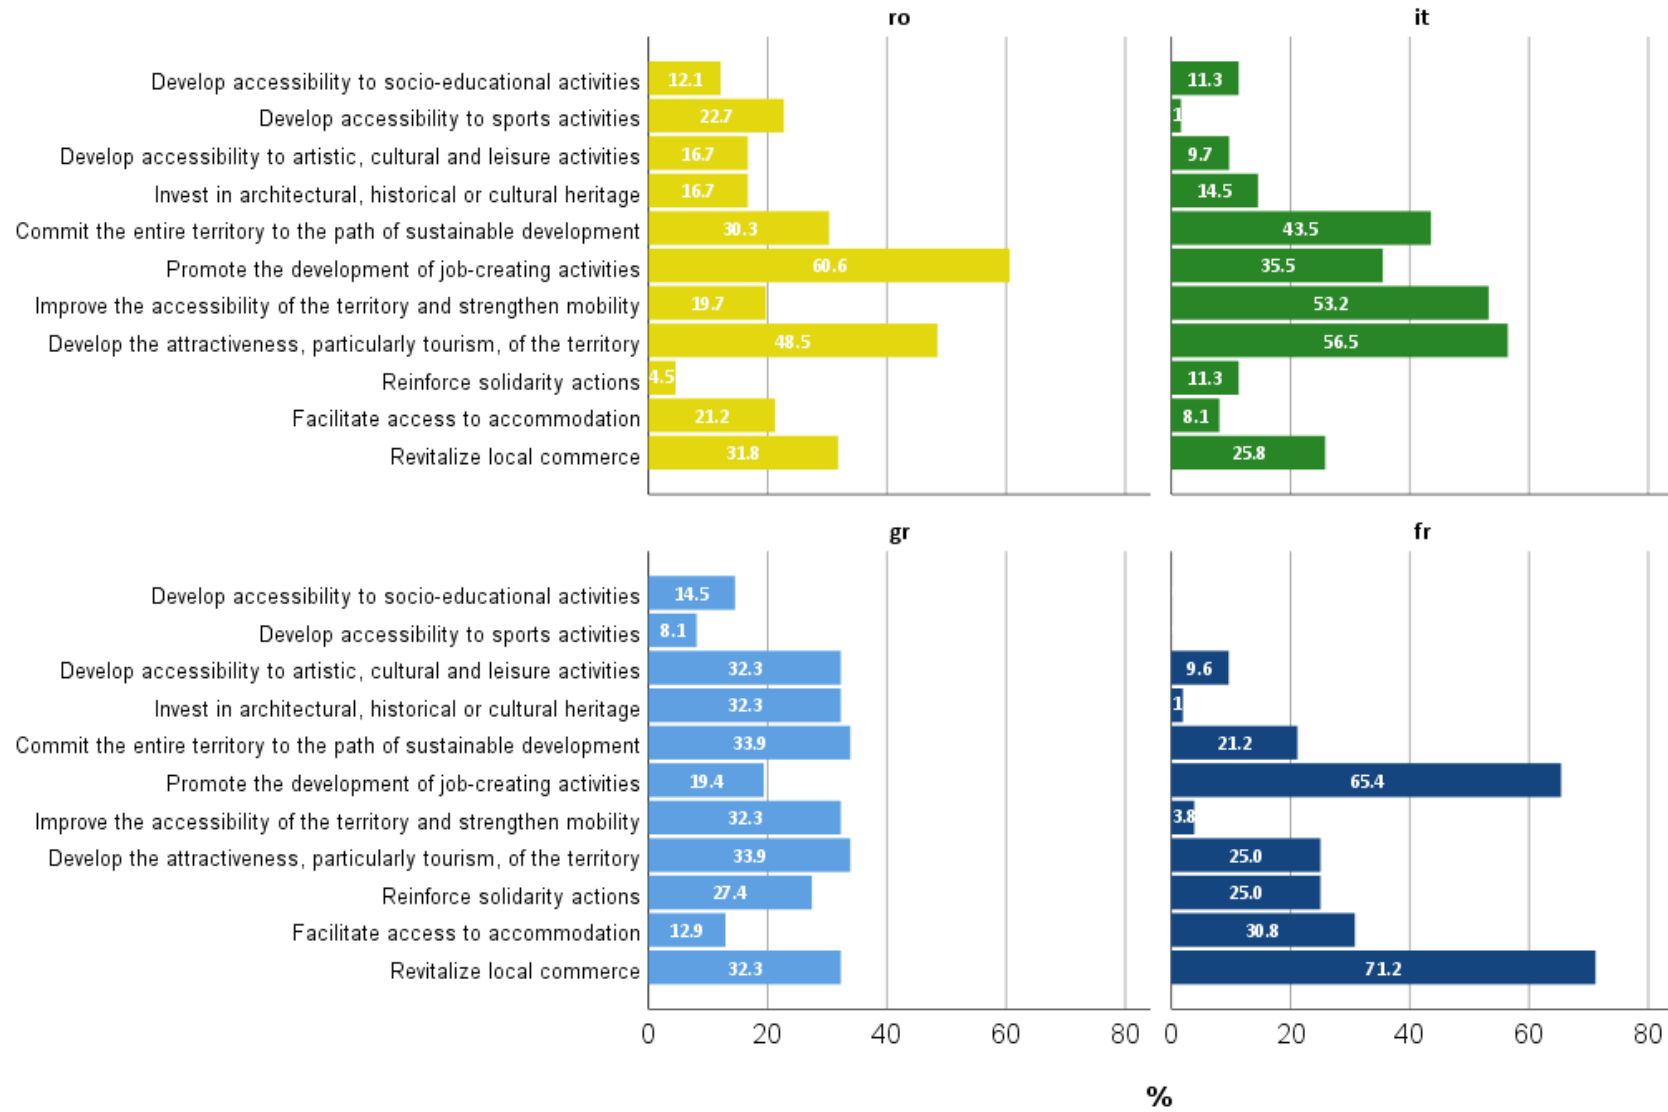 ro
it
Develop accessibility to socio-educational activities 12.1 11.3
Develop accessibility to sports activities 22.7 1
Develop accessibility to artistic, cultural and leisure activities 16.7 9.7
Invest in architectural, historical or cultural heritage 16.7 14.5
Commit the entire territory to the path of sustainable development 30.3 43.5
Promote the development of job-creating activities 60.6 35.5
Improve the accessibility of the territory and strengthen mobility 19.7 53.2
Develop the attractiveness, particularly tourism, of the territory 48.5 56.5
Reinforce solidarity actions 4.5 11.3
Facilitate access to accommodation 21.2 8.1
Revitalize local commerce 31.8 25.8
gr
fr
Develop accessibility to socio-educational activities 14.5
Develop accessibility to sports activities 8.1
Develop accessibility to artistic, cultural and leisure activities 32.3 9.6
Invest in architectural, historical or cultural heritage 32.3 1
Commit the entire territory to the path of sustainable development 33.9 21.2
Promote the development of job-creating activities 19.4 65.4
Improve the accessibility of the territory and strengthen mobility 32.3 3.8
Develop the attractiveness, particularly tourism, of the territory 33.9 25.0
Reinforce solidarity actions 27.4 25.0
Facilitate access to accommodation 12.9 30.8
Revitalize local commerce 32.3 71.2
0 20 40 60 80 0 20 40 60 80
%